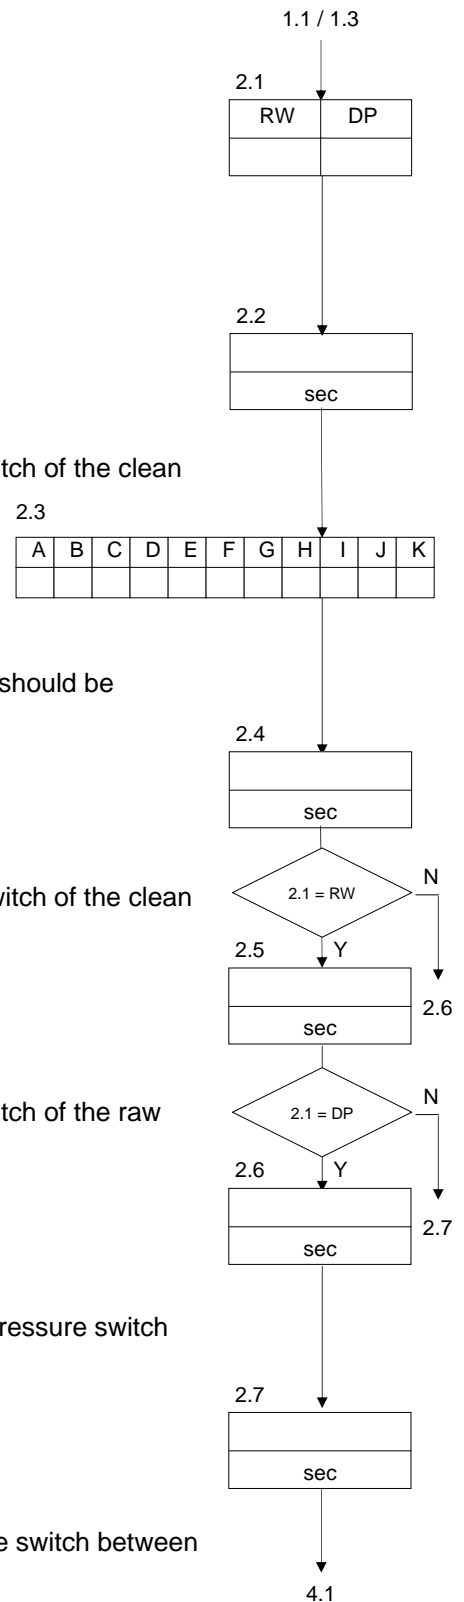 1.1 / 1.3
2.1
RW DP
2.2
sec
tch of the clean
2.3
A B C D E F G H I J K
should be
2.4
sec
2.1 = RW N
witch of the clean
2.5 Y
2.6
sec
2.1 = DP N
tch of the raw
2.6 Y
2.7
sec
ressure switch
2.7
sec
e switch between
4.1